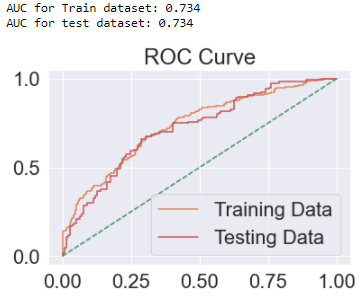 AUC for Train dataset: 0.734
AUC for test dataset: 0.734
ROC Curve
1.0
0.5
0.0
Training Data
Testing Data
0.00 0.25 0.50 0.75 1.00